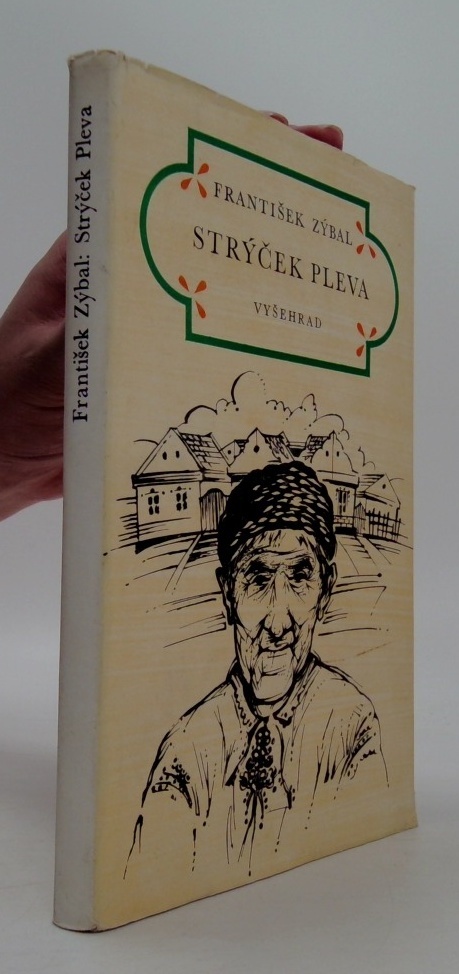 František Zýbal: Strýček Pleva
FRANTIŠEK ZÝBAL
STRÝČEK PLEVA
VYŠEHRAD